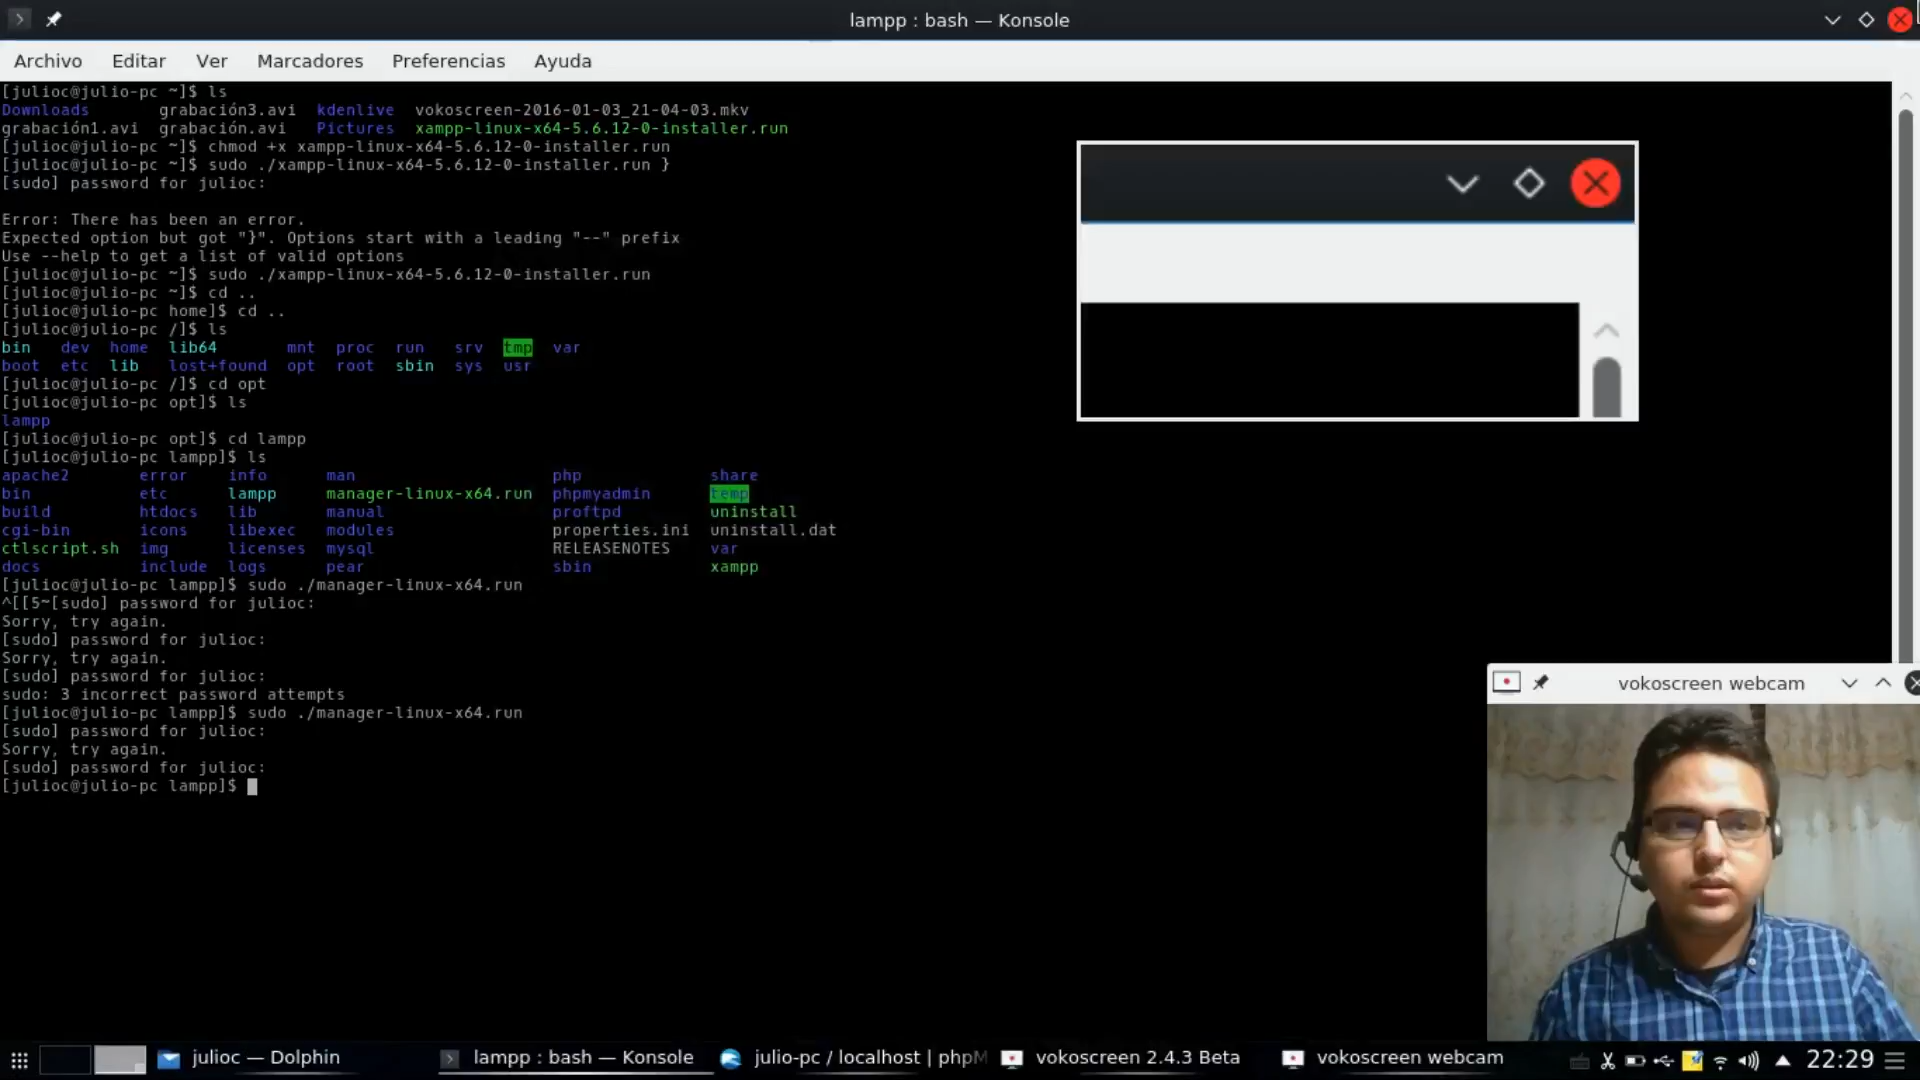 lampp : bash — Konsole
Archivo Editar Ver Marcadores Preferencias Ayuda
[julioc@julio-pc ~]$ ls
Downloads grabación3.avi kdenlive vokoscreen-2016-01-03_21-04-03.mkv
grabación1.avi grabación.avi Pictures xampp-linux-x64-5.6.12-0-installer.run
[julioc@julio-pc ~]$ chmod +x xampp-linux-x64-5.6.12-0-installer.run
[julioc@julio-pc ~]$ sudo ./xampp-linux-x64-5.6.12-0-installer.run }
[sudo] password for julioc:
Error: There has been an error.
Expected option but got "}". Options start with a leading "--" prefix
Use --help to get a list of valid options
[julioc@julio-pc ~]$ sudo ./xampp-linux-x64-5.6.12-0-installer.run
[julioc@julio-pc ~]$ cd ..
[julioc@julio-pc home]$ cd ..
[julioc@julio-pc /]$ ls
bin dev home lib64 mnt proc run srv tmp var
boot etc lib lost+found opt root sbin sys usr
[julioc@julio-pc /]$ cd opt
[julioc@julio-pc opt]$ ls
lampp
[julioc@julio-pc opt]$ cd lampp
[julioc@julio-pc lampp]$ ls
apache2 error info man php share
bin etc lampp manager-linux-x64.run phpmyadmin temp
build htdocs lib manual proftpd uninstall
cgi-bin icons libexec modules properties.ini uninstall.dat
ctlscript.sh img licenses mysql RELEASENOTES var
docs include logs pear sbin xampp
[julioc@julio-pc lampp]$ sudo ./manager-linux-x64.run
^[[5~[sudo] password for julioc:
Sorry, try again.
[sudo] password for julioc:
Sorry, try again.
[sudo] password for julioc:
sudo: 3 incorrect password attempts
[julioc@julio-pc lampp]$ sudo ./manager-linux-x64.run
[sudo] password for julioc:
Sorry, try again.
[sudo] password for julioc:
[julioc@julio-pc lampp]$
vokoscreen webcam
julioc — Dolphin lampp : bash — Konsole julio-pc / localhost | phpM vokoscreen 2.4.3 Beta vokoscreen webcam 22:29